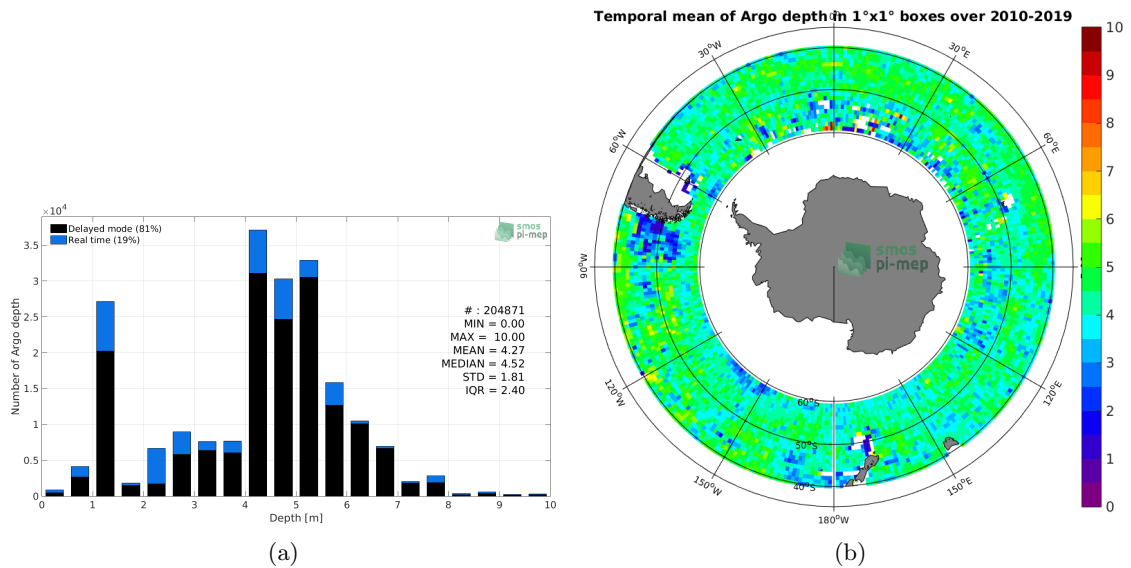 Temporal mean of Argo depth in 1°x1° boxes over 2010-2019
×10⁴
Delayed mode (81%)
Real time (19%)
smos
pi-mep
# : 204871
MIN = 0.00
MAX = 10.00
MEAN = 4.27
MEDIAN = 4.52
STD = 1.81
IQR = 2.40
Number of Argo depth
3.5
3
2.5
2
1.5
1
0.5
0
0 1 2 3 4 5 6 7 8 9 10
Depth [m]
(a)
30°W
30°E
60°W
60°E
90°W
120°W
120°E
150°W
150°E
180°W
60°S
50°S
40°S
smos
pi-mep
10
9
8
7
6
5
4
3
2
1
0
(b)